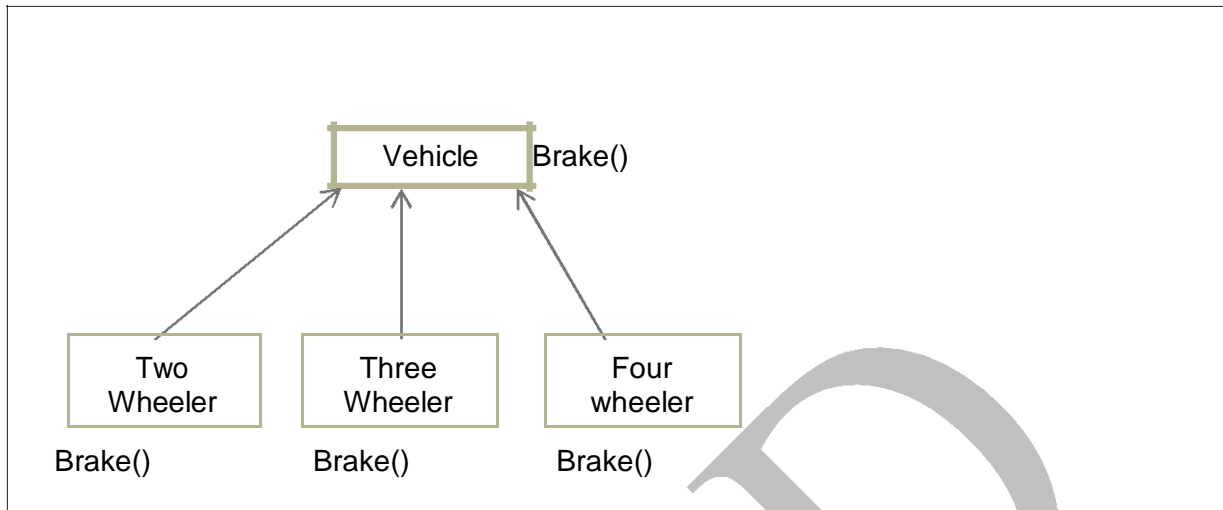 Vehicle Brake()
Two
Wheeler
Three
Wheeler
Four
wheeler
Brake() Brake() Brake()